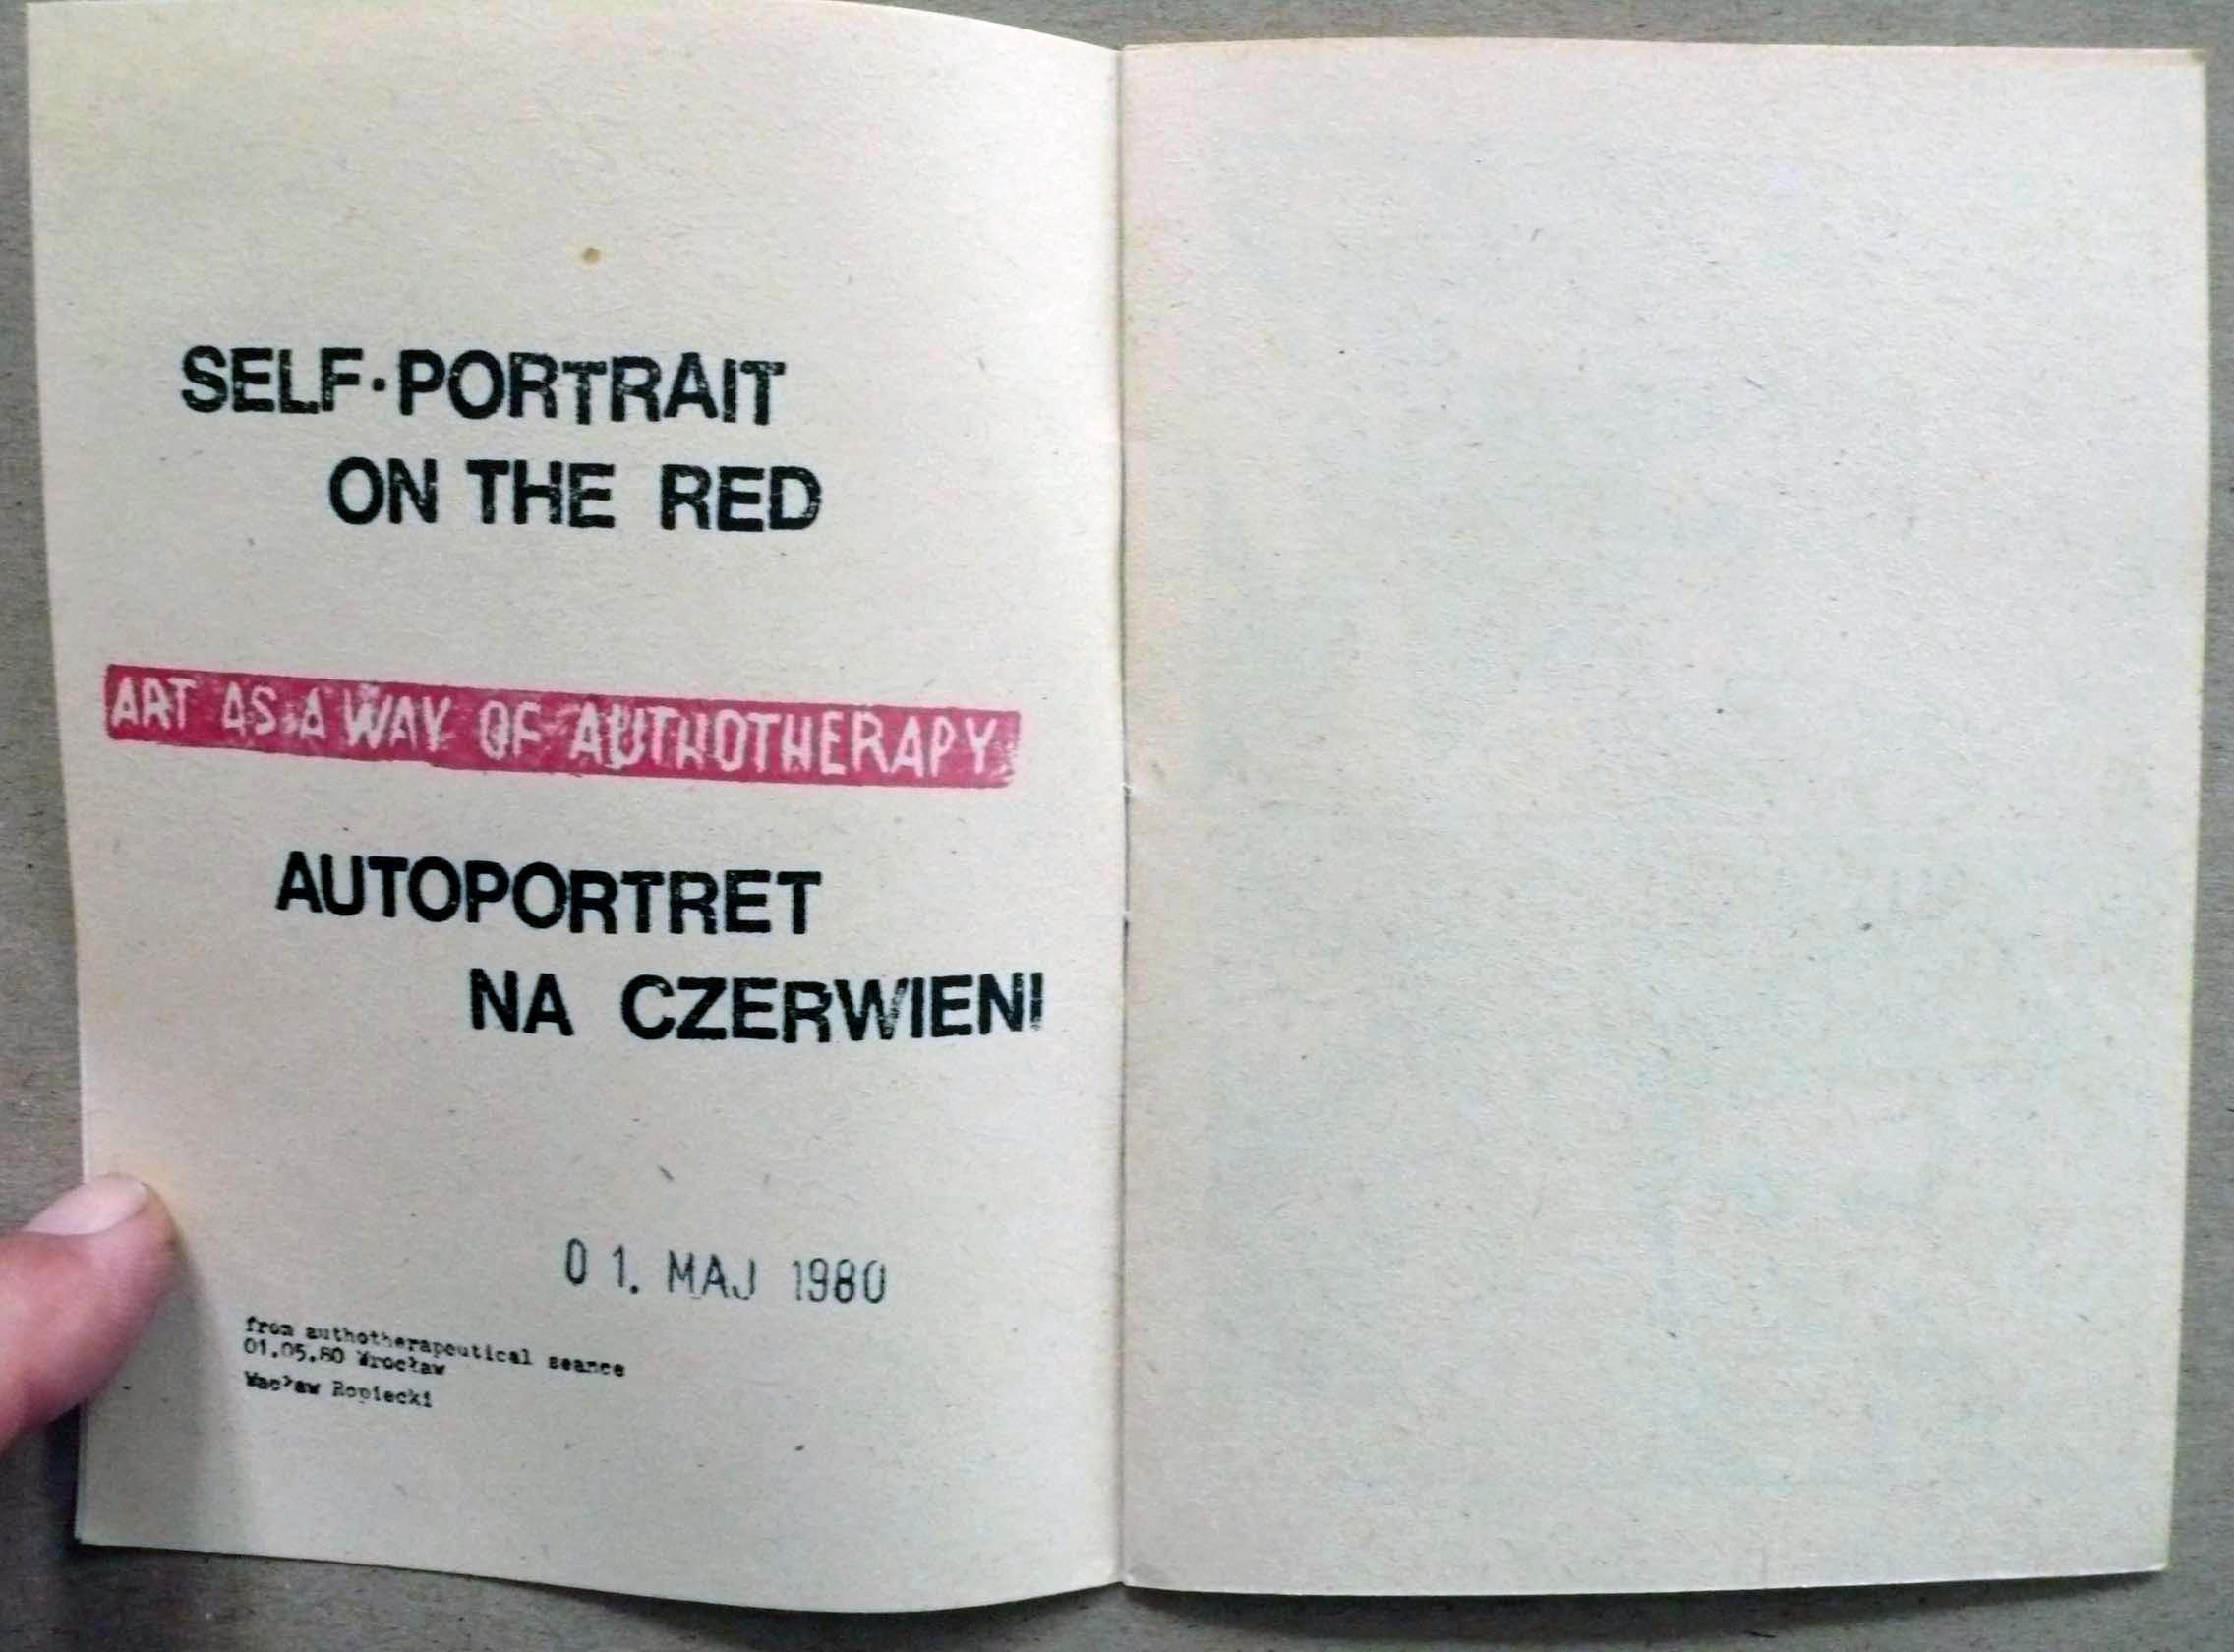 SELF-PORTRAIT
ON THE RED
ART AS A WAY OF AUTHOTHERAPY
AUTOPORTRET
NA CZERWIENI
01. MAJ 1980
from authotherapeutical seance
01.05.80 Wrocław
Wacław Ropiecki